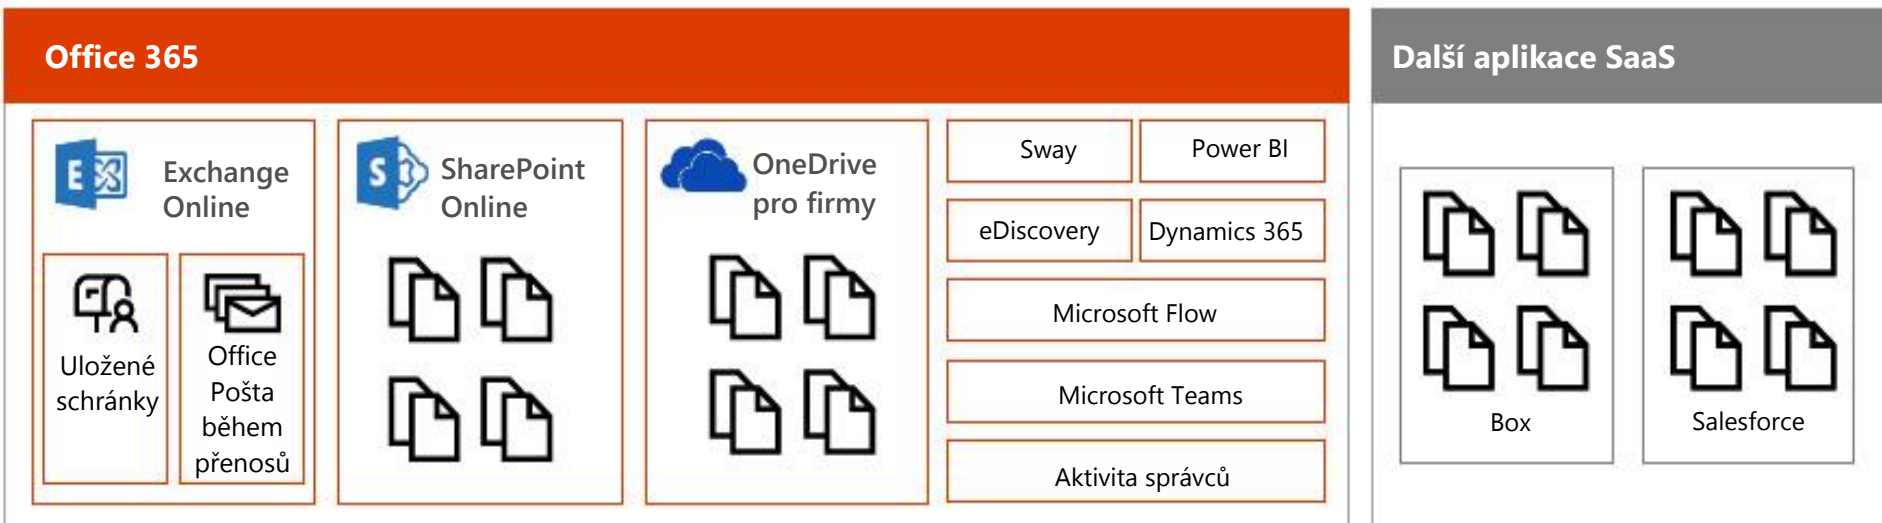 Office 365
Další aplikace SaaS
Exchange
Online
Uložené
schránky
Office
Pošta
během
přenosů
SharePoint
Online
OneDrive
pro firmy
Sway
Power BI
eDiscovery
Dynamics 365
Microsoft Flow
Microsoft Teams
Aktivita správců
Box
Salesforce